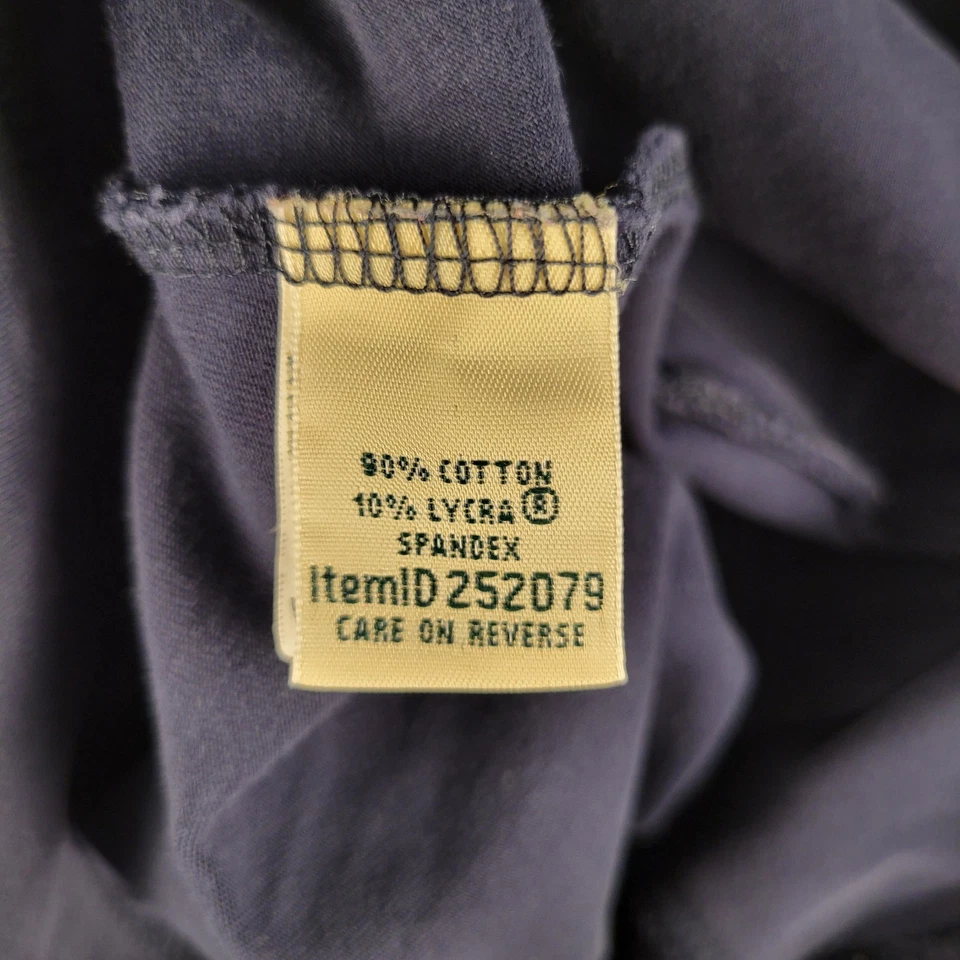 90% COTTON
10% LYCRA®
SPANDEX
ItemID 252079
CARE ON REVERSE